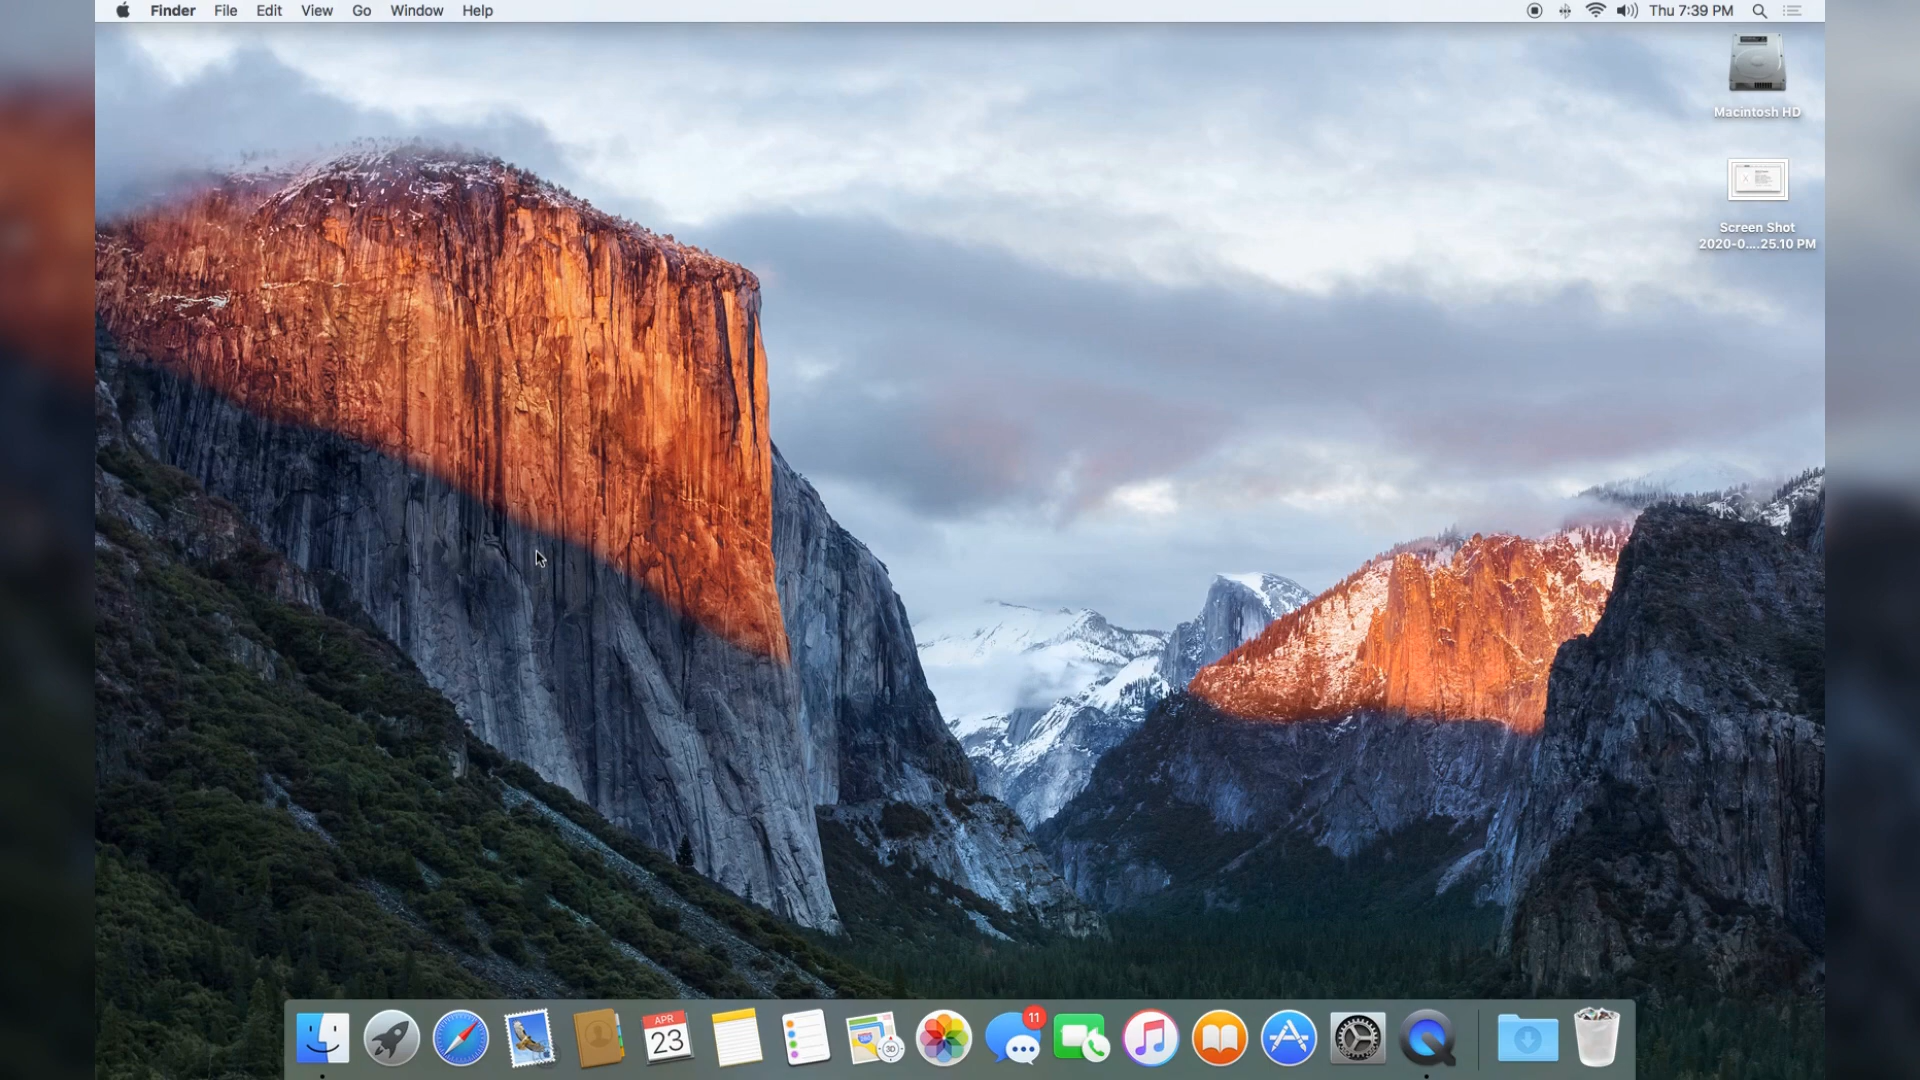 Finder File Edit View Go Window Help
Thu 7:39 PM
Macintosh HD
Screen Shot
2020-0....25.10 PM
11
APR
23
3D